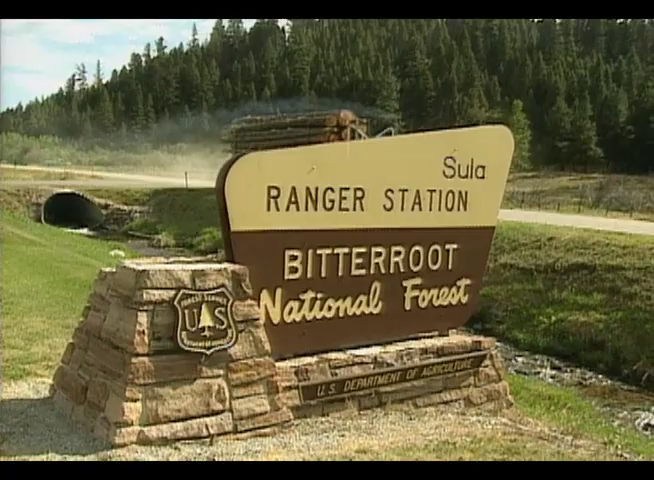 Sula
RANGER STATION
BITTERROOT
National Forest
U S
U.S. DEPARTMENT OF AGRICULTURE